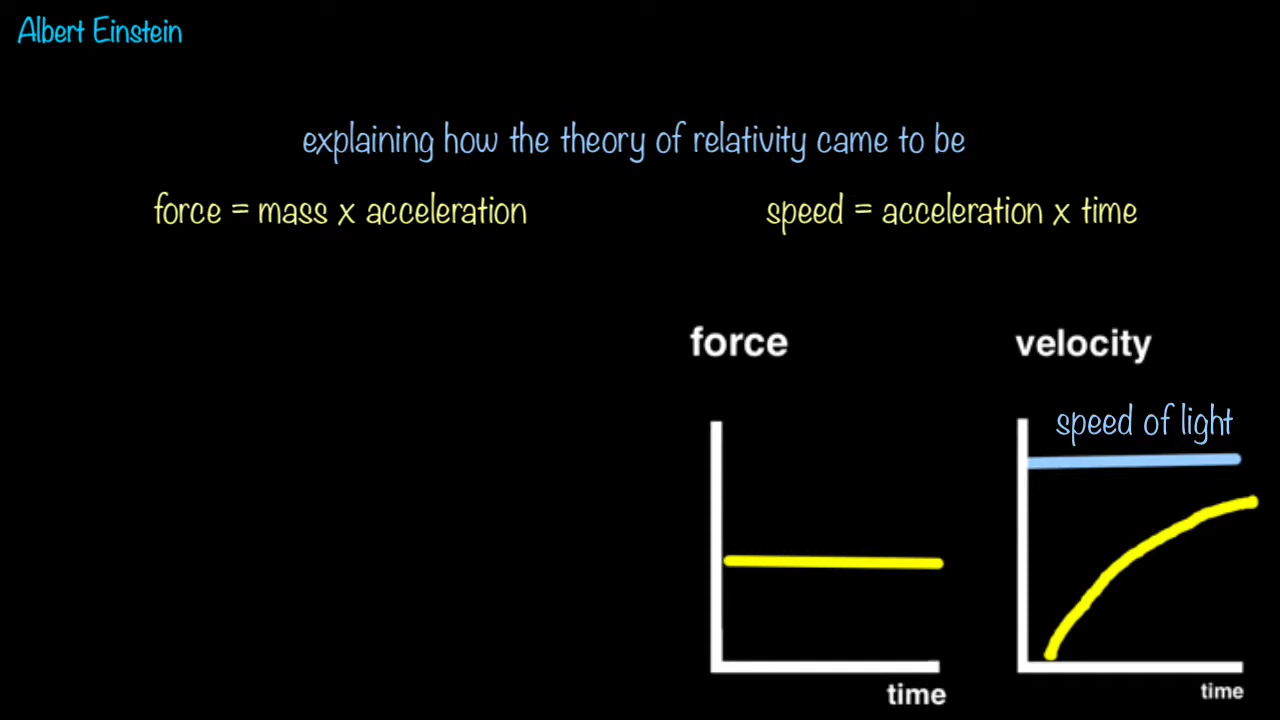 Albert Einstein
explaining how the theory of relativity came to be
force = mass x acceleration
speed = acceleration x time
force
velocity
speed of light
time
time